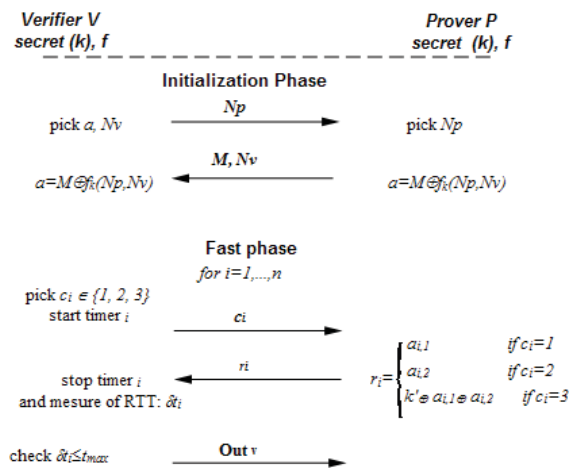 Verifier V Prover P
secret (k), f secret (k), f
Initialization Phase
Np
pick a, Nv pick Np
M, Nv
a=M⊕fk(Np,Nv) a=M⊕fk(Np,Nv)
Fast phase
for i=1,...,n
pick ci ∈ {1, 2, 3}
start timer i
ci
ri
stop timer i
and mesure of RTT: δti
ri= { ai,1 if ci=1
ai,2 if ci=2
k'⊕ ai,1⊕ ai,2 if ci=3
check δti≤tmax Out v